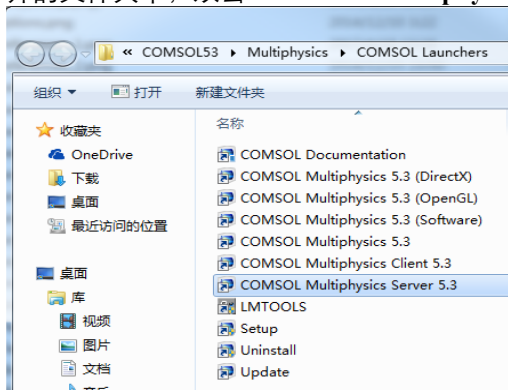 « COMSOL53 ▸ Multiphysics ▸ COMSOL Launchers
组织 ▼ 打开 新建文件夹
名称
收藏夹
OneDrive
下载
桌面
最近访问的位置
桌面
库
视频
图片
文档
COMSOL Documentation
COMSOL Multiphysics 5.3 (DirectX)
COMSOL Multiphysics 5.3 (OpenGL)
COMSOL Multiphysics 5.3 (Software)
COMSOL Multiphysics 5.3
COMSOL Multiphysics Client 5.3
COMSOL Multiphysics Server 5.3
LMTOOLS
Setup
Uninstall
Update